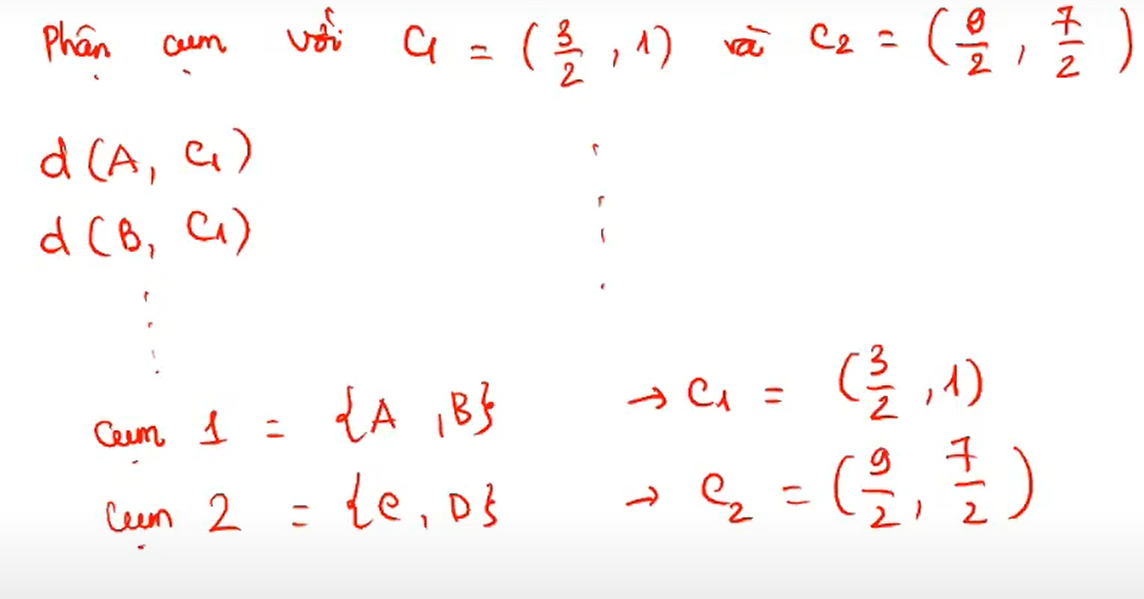 Phân cụm với C1 = (3/2, 1) và C2 = (9/2, 7/2)
d(A, C1)
d(B, C1)
Cụm 1 = {A, B} → C1 = (3/2, 1)
Cụm 2 = {C, D} → C2 = (9/2, 7/2)